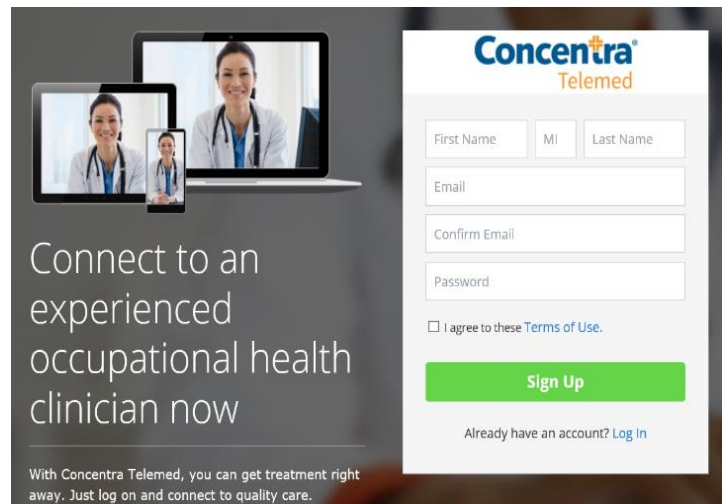 Connect to an
experienced
occupational health
clinician now
With Concentra Telemed, you can get treatment right
away. Just log on and connect to quality care.
Concentra®
Telemed
First Name MI Last Name
Email
Confirm Email
Password
I agree to these Terms of Use.
Sign Up
Already have an account? Log In